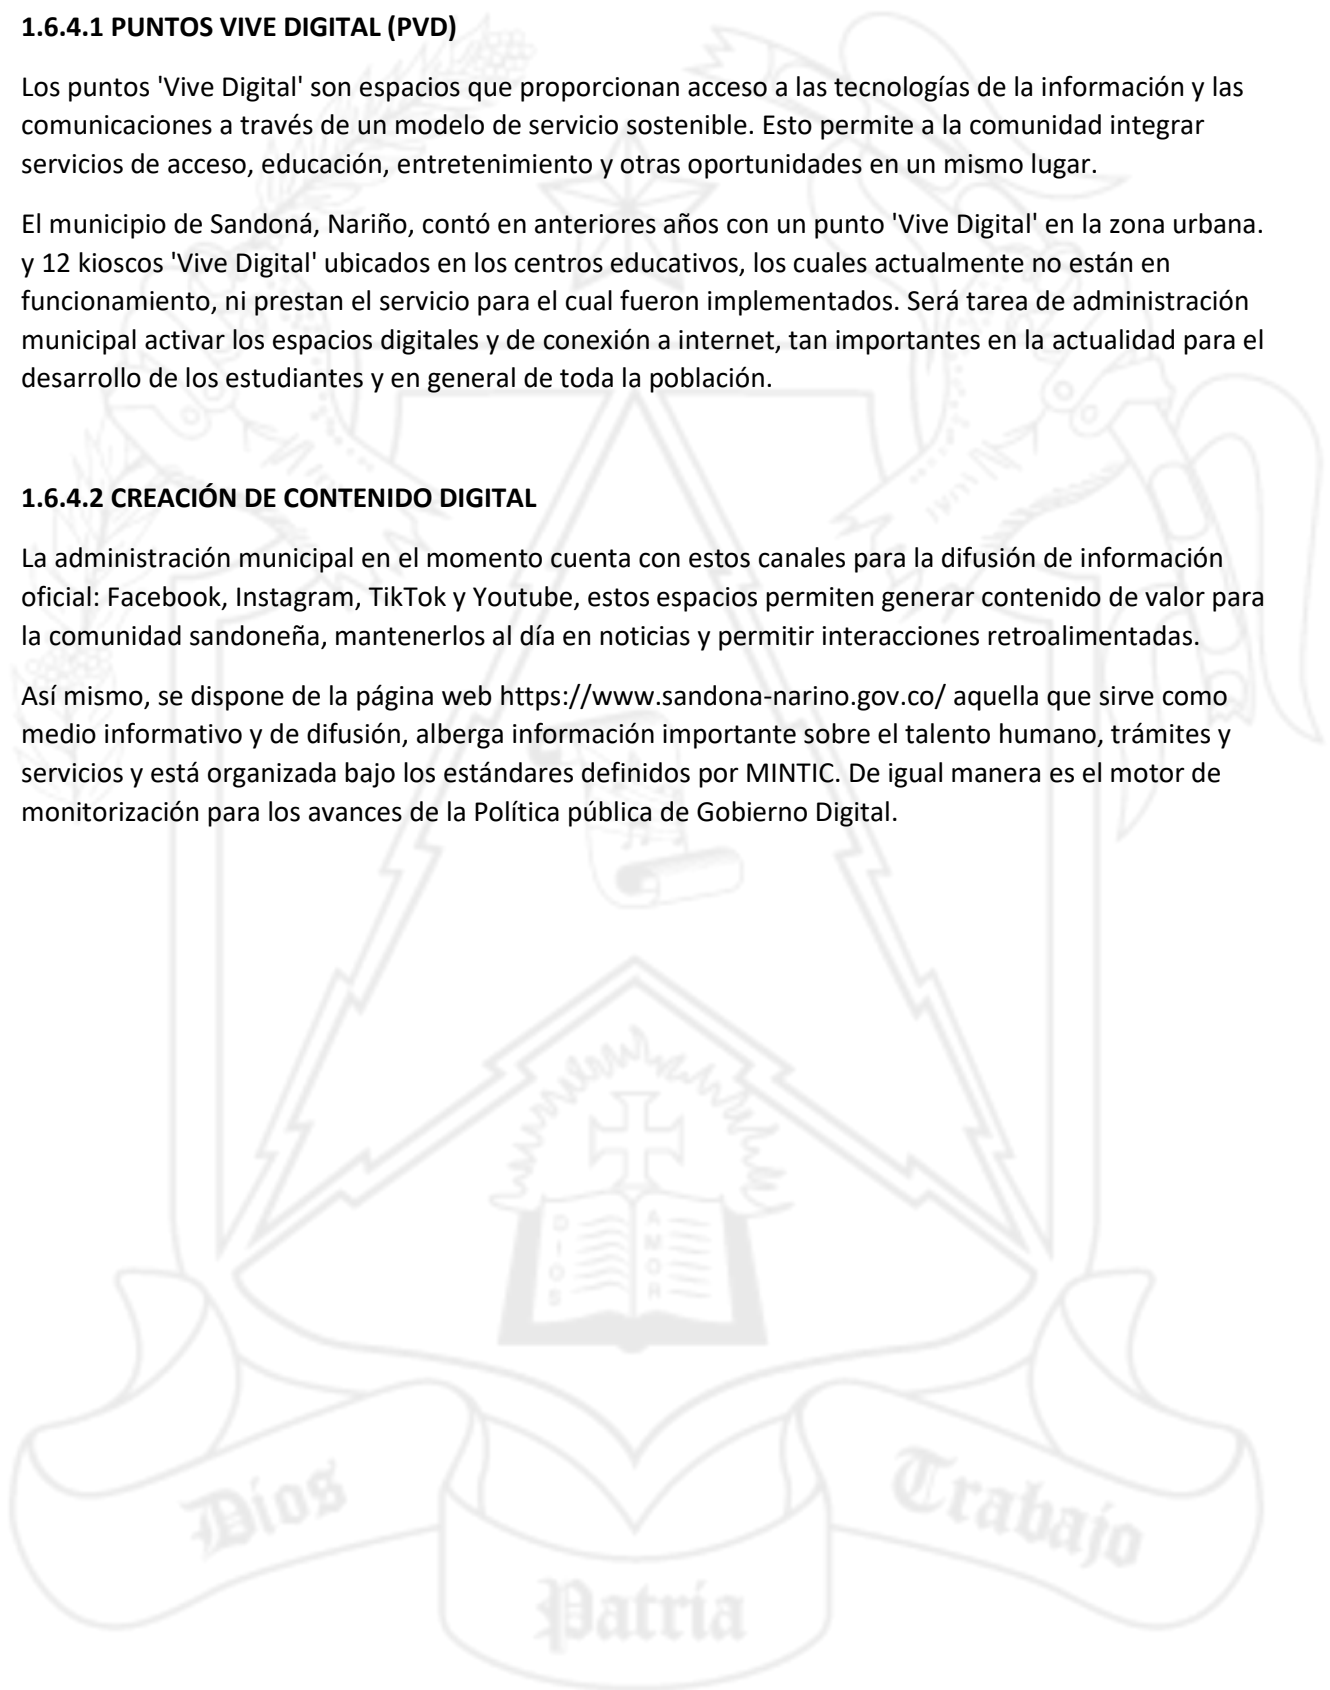 1.6.4.1 PUNTOS VIVE DIGITAL (PVD)
Los puntos 'Vive Digital' son espacios que proporcionan acceso a las tecnologías de la información y las
comunicaciones a través de un modelo de servicio sostenible. Esto permite a la comunidad integrar
servicios de acceso, educación, entretenimiento y otras oportunidades en un mismo lugar.
El municipio de Sandoná, Nariño, contó en anteriores años con un punto 'Vive Digital' en la zona urbana.
y 12 kioscos 'Vive Digital' ubicados en los centros educativos, los cuales actualmente no están en
funcionamiento, ni prestan el servicio para el cual fueron implementados. Será tarea de administración
municipal activar los espacios digitales y de conexión a internet, tan importantes en la actualidad para el
desarrollo de los estudiantes y en general de toda la población.
1.6.4.2 CREACIÓN DE CONTENIDO DIGITAL
La administración municipal en el momento cuenta con estos canales para la difusión de información
oficial: Facebook, Instagram, TikTok y Youtube, estos espacios permiten generar contenido de valor para
la comunidad sandoneña, mantenerlos al día en noticias y permitir interacciones retroalimentadas.
Así mismo, se dispone de la página web https://www.sandona-narino.gov.co/ aquella que sirve como
medio informativo y de difusión, alberga información importante sobre el talento humano, trámites y
servicios y está organizada bajo los estándares definidos por MINTIC. De igual manera es el motor de
monitorización para los avances de la Política pública de Gobierno Digital.
DIOS
AMOR
Dios
Patria
Trabajo